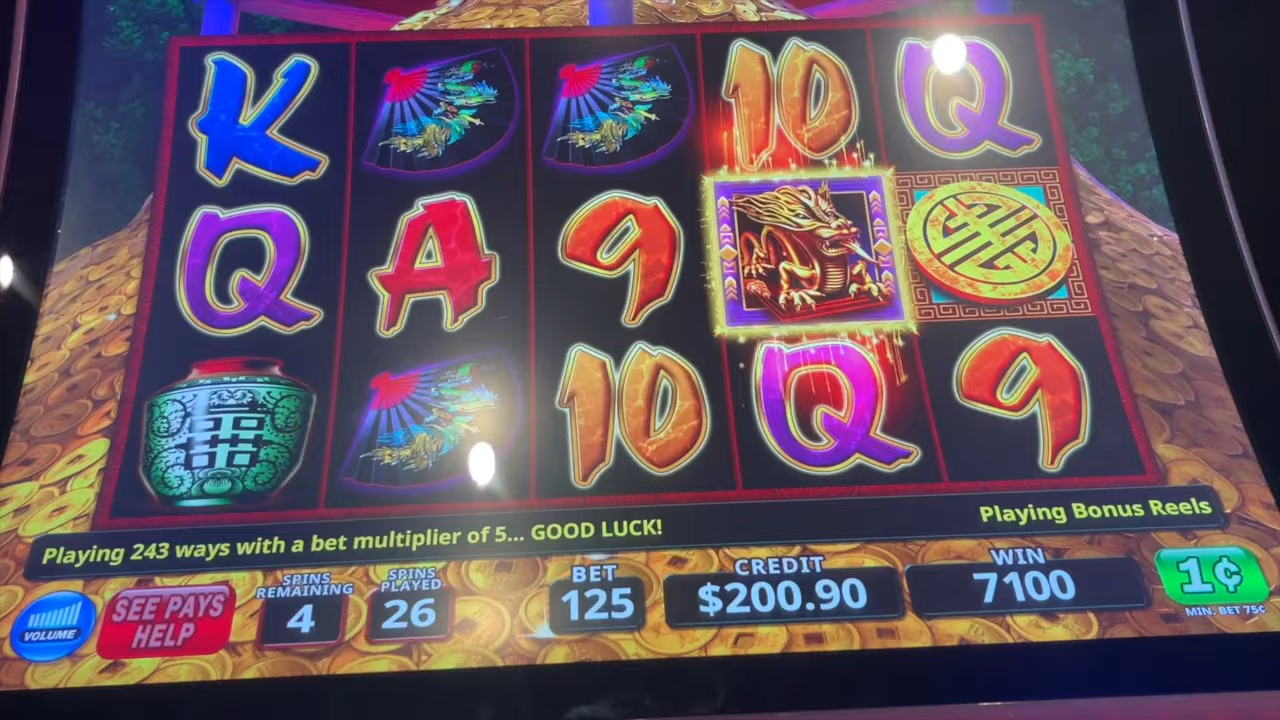 K 10 Q
Q A 9
10 Q 9
Playing 243 ways with a bet multiplier of 5... GOOD LUCK!
Playing Bonus Reels
VOLUME
SEE PAYS
HELP
SPINS
REMAINING
4
SPINS
PLAYED
26
BET
125
CREDIT
$200.90
WIN
7100
1¢
MIN. BET 75¢